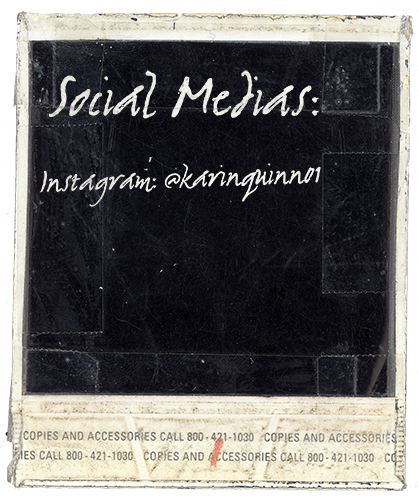 Social Medias:
Instagram: @karinquinn01
COPIES AND ACCESSORIES CALL 800-421-1030 COPIES AND ACCESSORIES
IES CALL 800-421-1030 COPIES AND ACCESSORIES CALL 800-421-1030 CO